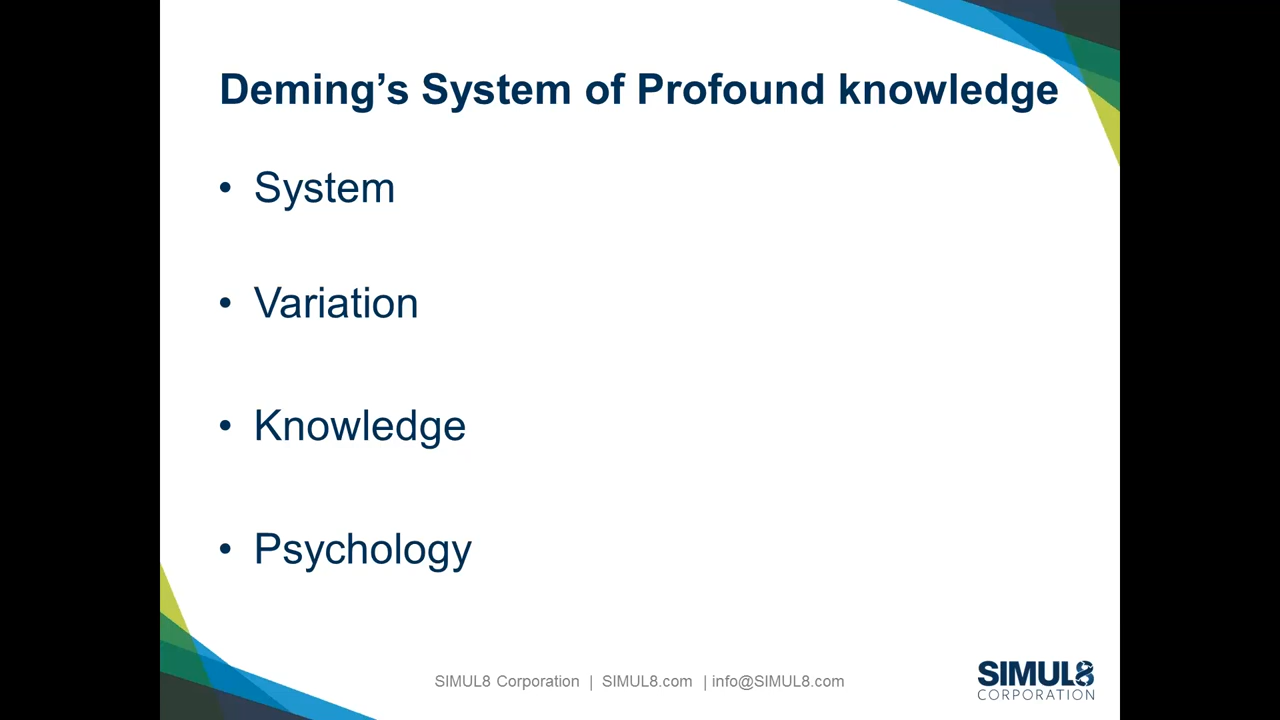 Deming’s System of Profound knowledge
• System
• Variation
• Knowledge
• Psychology
SIMUL8 Corporation | SIMUL8.com | info@SIMUL8.com
SIMUL8
CORPORATION